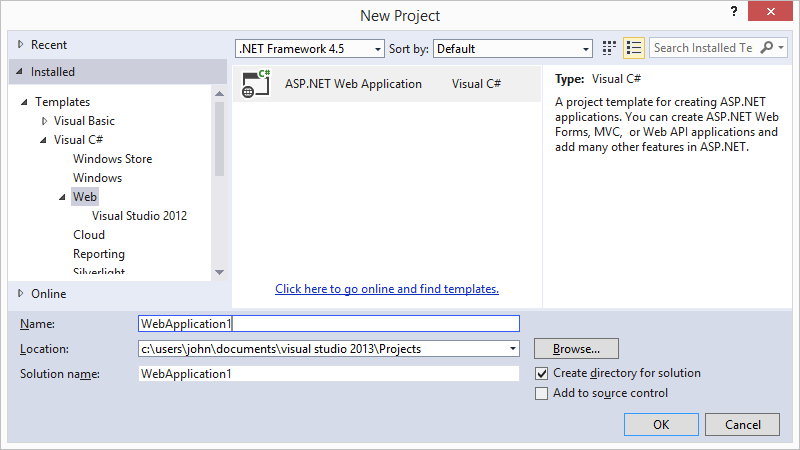 New Project
?
Recent
.NET Framework 4.5
Sort by:
Default
Search Installed Te
Installed
Templates
Visual Basic
Visual C#
Windows Store
Windows
Web
Visual Studio 2012
Cloud
Reporting
Silverlight
Online
C#
ASP.NET Web Application
Visual C#
Click here to go online and find templates.
Type: Visual C#
A project template for creating ASP.NET
applications. You can create ASP.NET Web
Forms, MVC, or Web API applications and
add many other features in ASP.NET.
Name:
WebApplication1
Location:
c:\users\john\documents\visual studio 2013\Projects
Browse...
Solution name:
WebApplication1
Create directory for solution
Add to source control
OK
Cancel